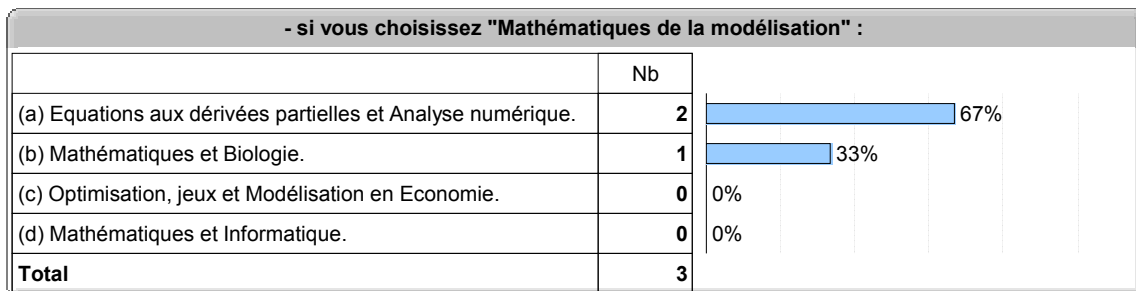 - si vous choisissez "Mathématiques de la modélisation" :
Nb
(a) Equations aux dérivées partielles et Analyse numérique. 2 67%
(b) Mathématiques et Biologie. 1 33%
(c) Optimisation, jeux et Modélisation en Economie. 0 0%
(d) Mathématiques et Informatique. 0 0%
Total 3